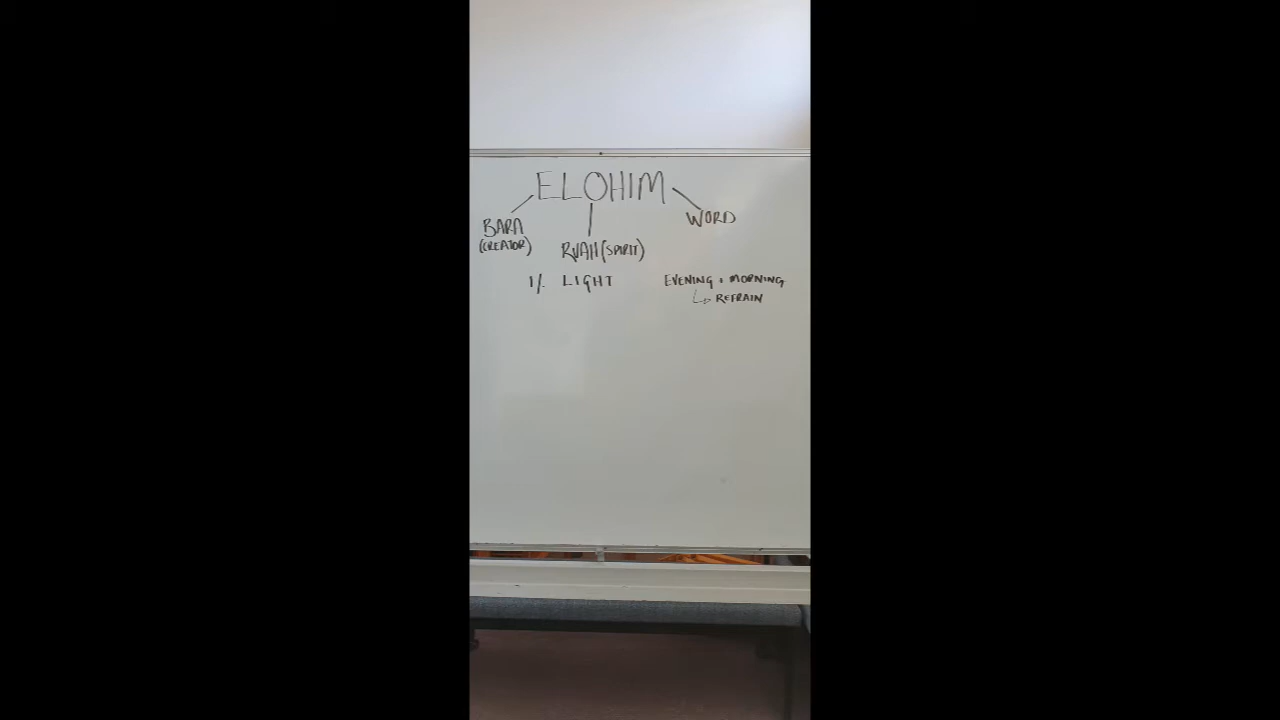 ELOHIM
BARA
(CREATOR)
RUAH (SPIRIT)
WORD
1/. LIGHT
EVENING + MORNING
↳ REFRAIN